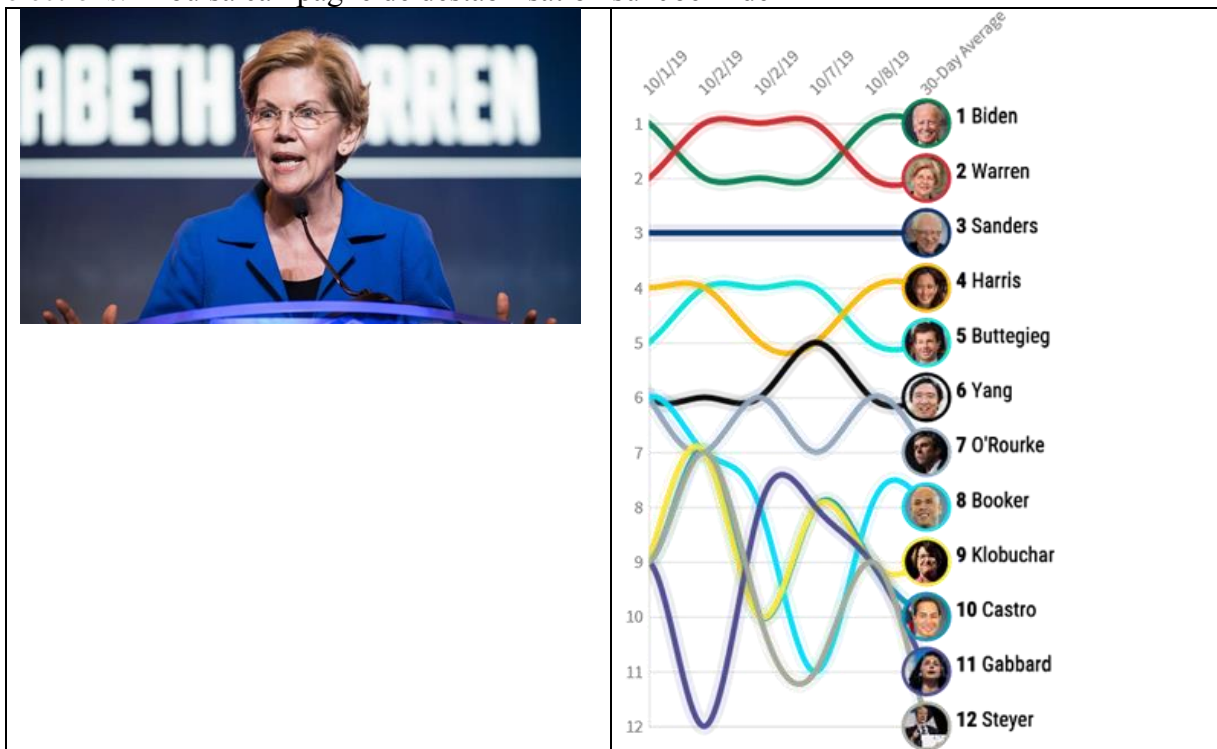 ABETH WARREN
10/1/19 10/2/19 10/2/19 10/7/19 10/8/19 30-Day Average
1
2
3
4
5
6
7
8
9
10
11
12
1 Biden
2 Warren
3 Sanders
4 Harris
5 Buttegieg
6 Yang
7 O'Rourke
8 Booker
9 Klobuchar
10 Castro
11 Gabbard
12 Steyer